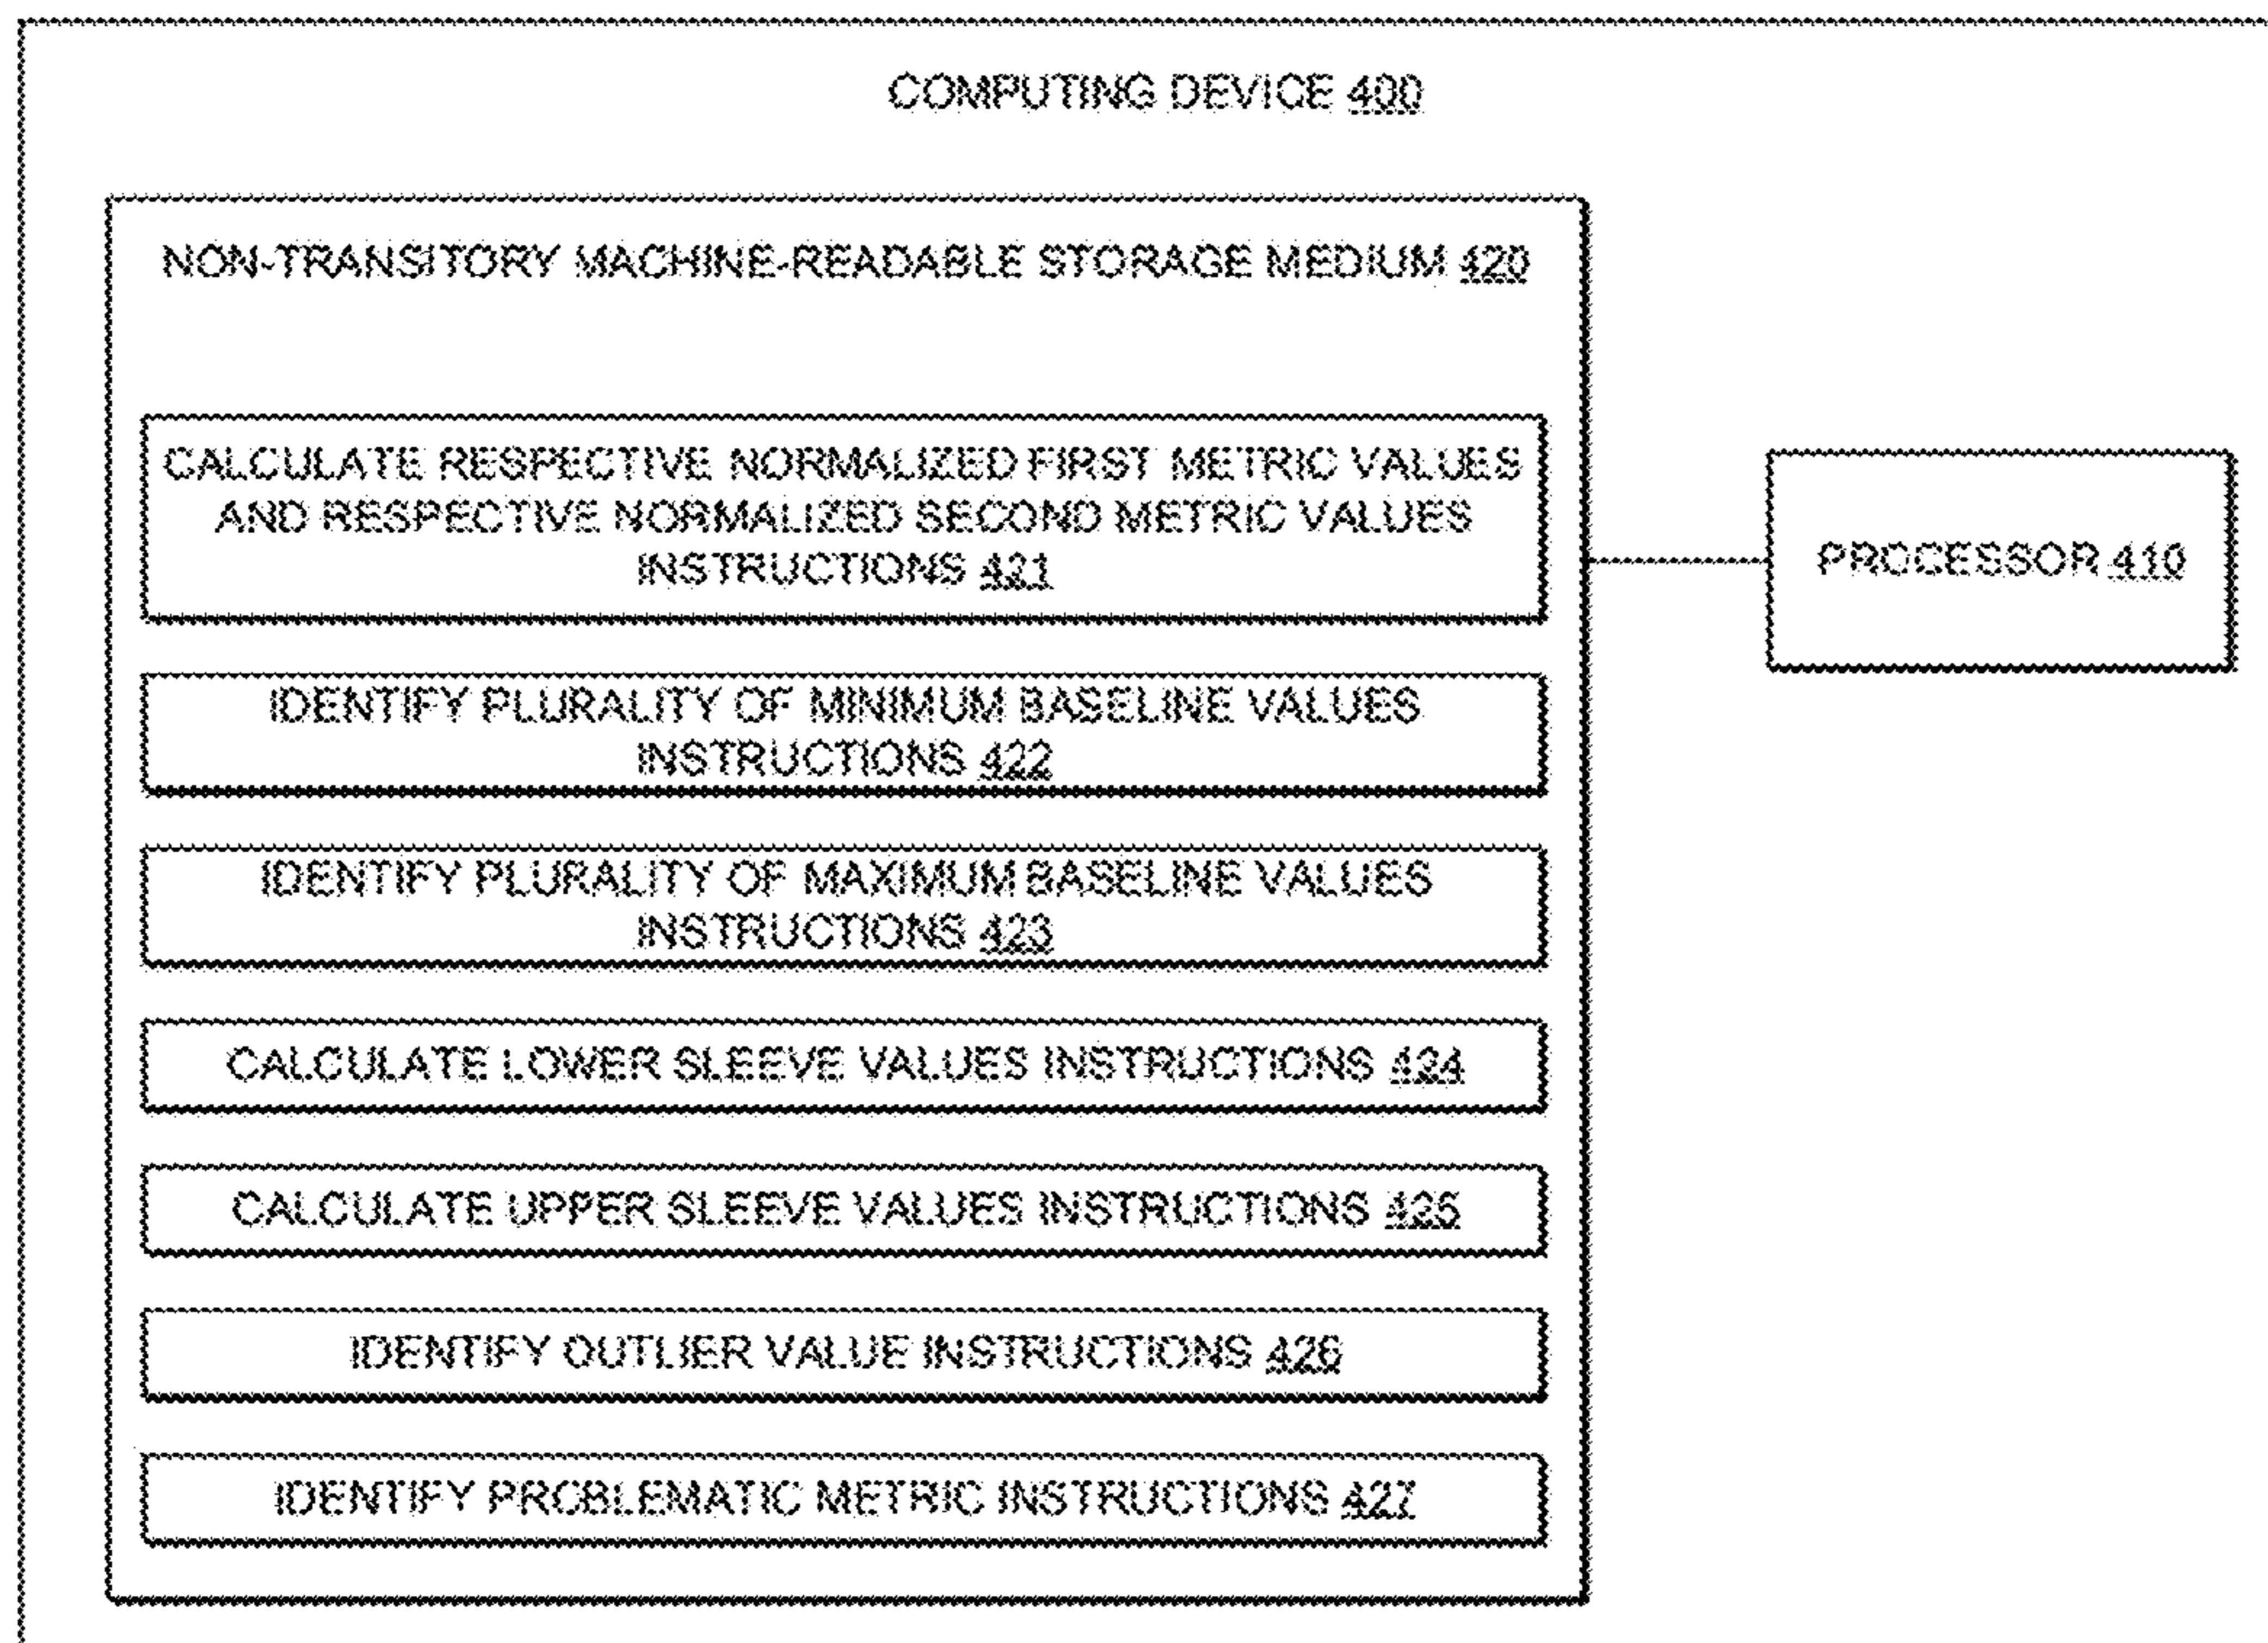 COMPUTING DEVICE 400
NON-TRANSITORY MACHINE-READABLE STORAGE MEDIUM 420
CALCULATE RESPECTIVE NORMALIZED FIRST METRIC VALUES
AND RESPECTIVE NORMALIZED SECOND METRIC VALUES
INSTRUCTIONS 421
IDENTIFY PLURALITY OF MINIMUM BASELINE VALUES
INSTRUCTIONS 422
IDENTIFY PLURALITY OF MAXIMUM BASELINE VALUES
INSTRUCTIONS 423
CALCULATE LOWER SLEEVE VALUES INSTRUCTIONS 424
CALCULATE UPPER SLEEVE VALUES INSTRUCTIONS 425
IDENTIFY OUTLIER VALUE INSTRUCTIONS 426
IDENTIFY PROBLEMATIC METRIC INSTRUCTIONS 427
PROCESSOR 410